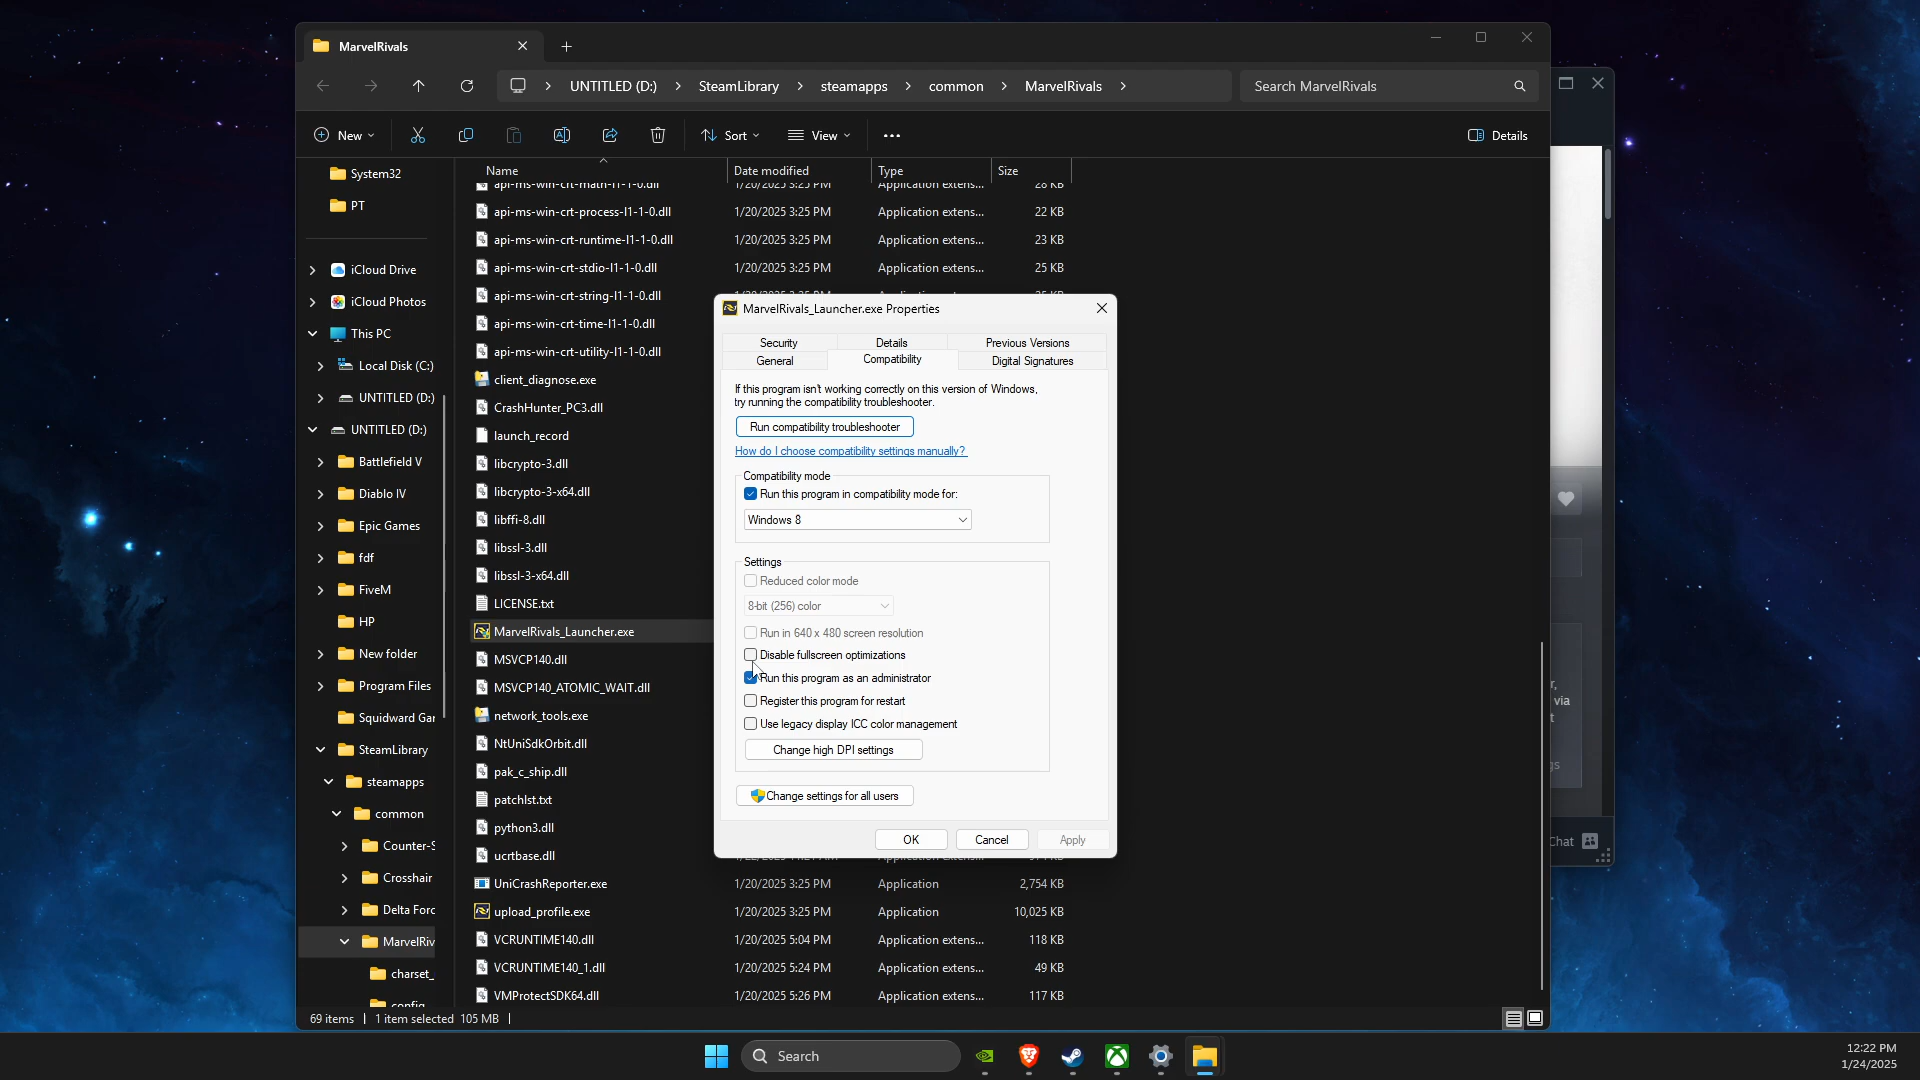 MarvelRivals
UNTITLED (D:)
SteamLibrary
steamapps
common
MarvelRivals
Search MarvelRivals
New
Sort
View
Details
System32
PT
iCloud Drive
iCloud Photos
This PC
Local Disk (C:)
UNTITLED (D:)
UNTITLED (D:)
Battlefield V
Diablo IV
Epic Games
fdf
FiveM
HP
New folder
Program Files
Squidward Gar
SteamLibrary
steamapps
common
Counter-S
Crosshair
Delta Forc
MarvelRiv
charset_
config
Name Date modified Type Size
api-ms-win-crt-math-l1-1-0.dll 1/20/2025 3:25 PM Application extens... 28 KB
api-ms-win-crt-process-l1-1-0.dll 1/20/2025 3:25 PM Application extens... 22 KB
api-ms-win-crt-runtime-l1-1-0.dll 1/20/2025 3:25 PM Application extens... 23 KB
api-ms-win-crt-stdio-l1-1-0.dll 1/20/2025 3:25 PM Application extens... 25 KB
api-ms-win-crt-string-l1-1-0.dll
api-ms-win-crt-time-l1-1-0.dll
api-ms-win-crt-utility-l1-1-0.dll
client_diagnose.exe
CrashHunter_PC3.dll
launch_record
libcrypto-3.dll
libcrypto-3-x64.dll
libffi-8.dll
libssl-3.dll
libssl-3-x64.dll
LICENSE.txt
MarvelRivals_Launcher.exe
MSVCP140.dll
MSVCP140_ATOMIC_WAIT.dll
network_tools.exe
NtUniSdkOrbit.dll
pak_c_ship.dll
patchlst.txt
python3.dll
ucrtbase.dll
UniCrashReporter.exe 1/20/2025 3:25 PM Application 2,754 KB
upload_profile.exe 1/20/2025 3:25 PM Application 10,025 KB
VCRUNTIME140.dll 1/20/2025 5:04 PM Application extens... 118 KB
VCRUNTIME140_1.dll 1/20/2025 5:24 PM Application extens... 49 KB
VMProtectSDK64.dll 1/20/2025 5:26 PM Application extens... 117 KB
69 items 1 item selected 105 MB
MarvelRivals_Launcher.exe Properties
Security Details Previous Versions
General Compatibility Digital Signatures
If this program isn't working correctly on this version of Windows,
try running the compatibility troubleshooter.
Run compatibility troubleshooter
How do I choose compatibility settings manually?
Compatibility mode
Run this program in compatibility mode for:
Windows 8
Settings
Reduced color mode
8-bit (256) color
Run in 640 x 480 screen resolution
Disable fullscreen optimizations
Run this program as an administrator
Register this program for restart
Use legacy display ICC color management
Change high DPI settings
Change settings for all users
OK Cancel Apply
via
Chat
Search
12:22 PM
1/24/2025